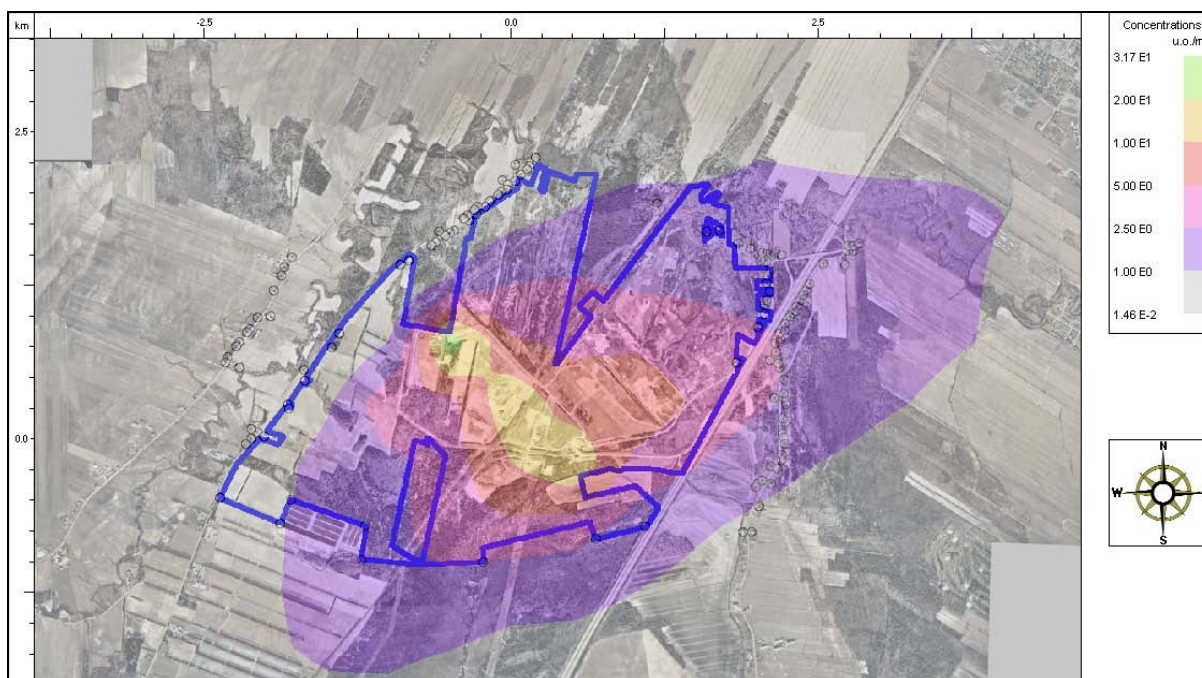 km
-2.5
0.0
2.5
2.5
0.0
Concentrations
u.o./m
3.17 E1
2.00 E1
1.00 E1
5.00 E0
2.50 E0
1.00 E0
1.46 E-2
N
W
S